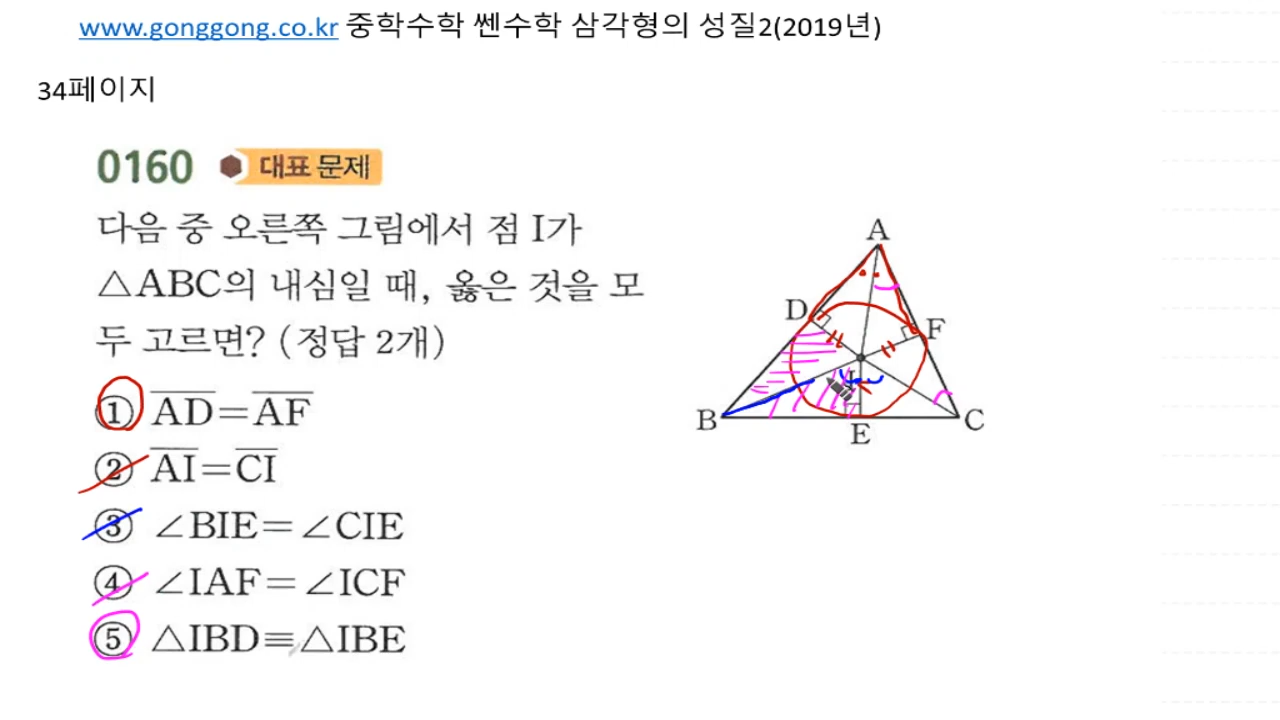 www.gonggong.co.kr 중학수학 쎈수학 삼각형의 성질2(2019년)
34페이지
0160 대표 문제
다음 중 오른쪽 그림에서 점 I가
△ABC의 내심일 때, 옳은 것을 모
두 고르면? (정답 2개)
① AD=AF
② AI=CI
③ ∠BIE=∠CIE
④ ∠IAF=∠ICF
⑤ △IBD≡△IBE
A
D
F
I
B
E
C